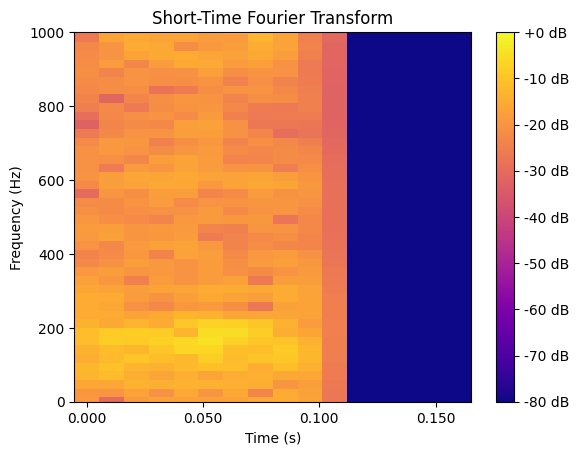 Short-Time Fourier Transform
1000
800
600
400
200
0
Frequency (Hz)
0.000
0.050
0.100
0.150
Time (s)
+0 dB
-10 dB
-20 dB
-30 dB
-40 dB
-50 dB
-60 dB
-70 dB
-80 dB